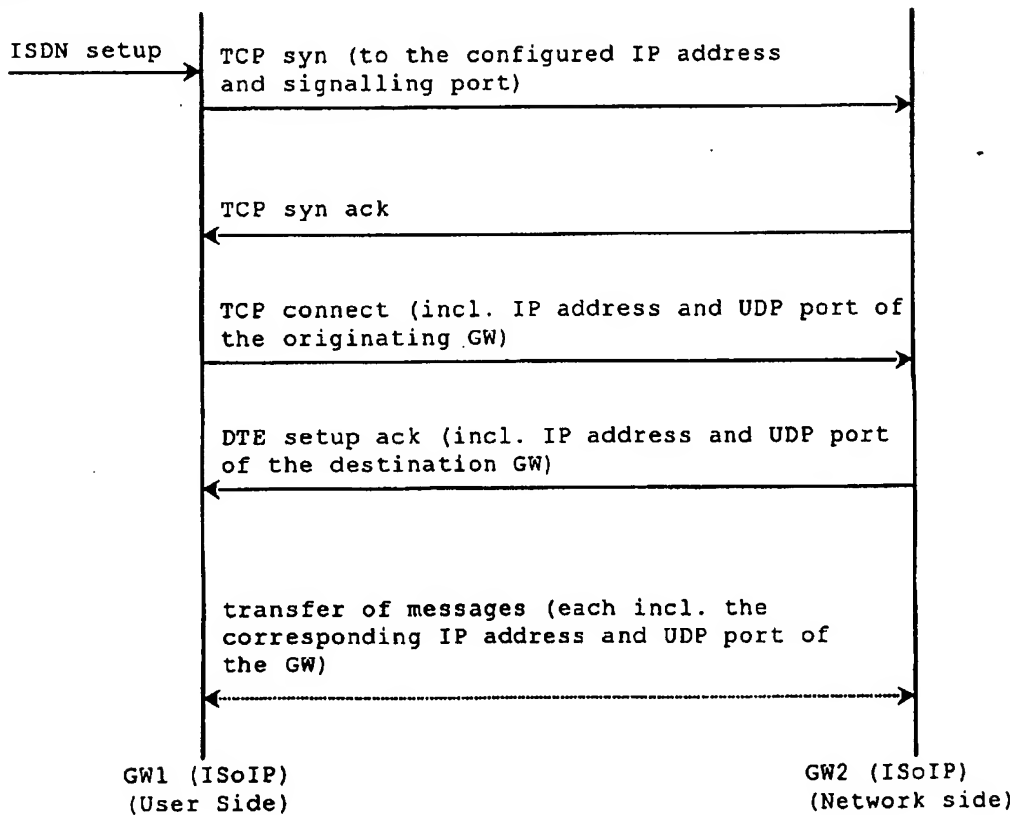 ISDN setup
TCP syn (to the configured IP address
and signalling port)
TCP syn ack
TCP connect (incl. IP address and UDP port of
the originating GW)
DTE setup ack (incl. IP address and UDP port
of the destination GW)
transfer of messages (each incl. the
corresponding IP address and UDP port of
the GW)
GW1 (ISoIP)
(User Side)
GW2 (ISoIP)
(Network side)